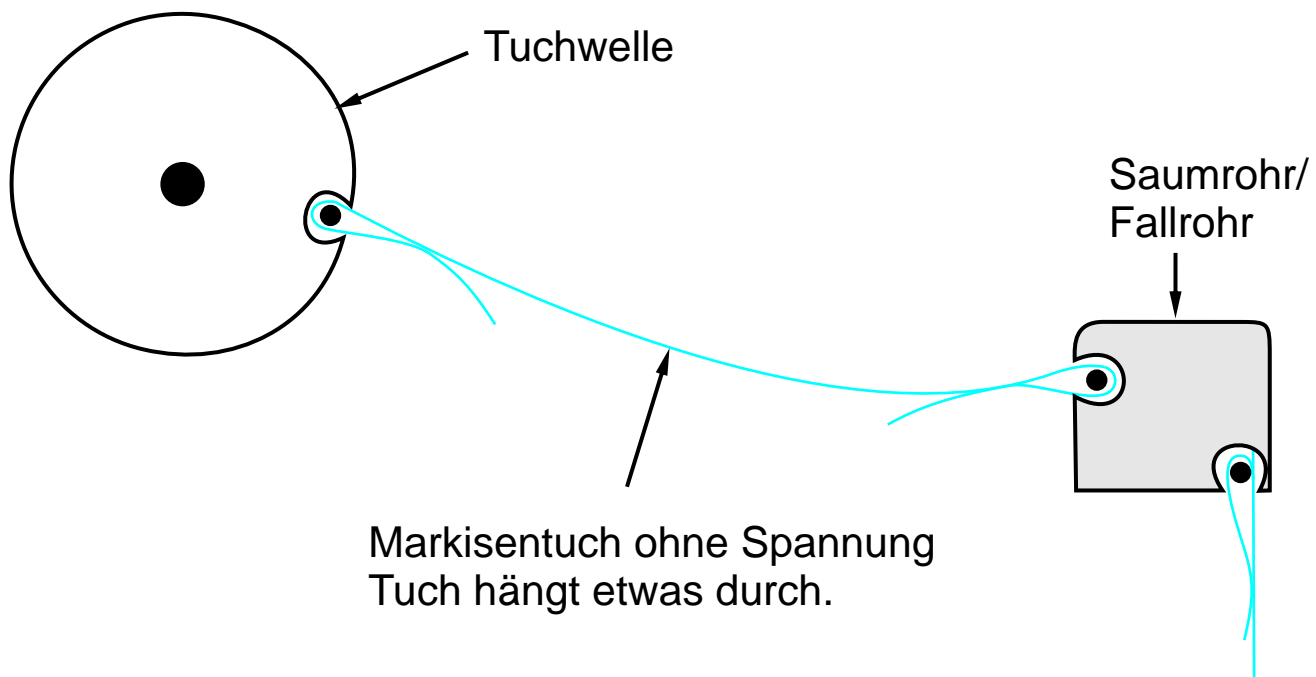 Tuchwelle
Saumrohr/
Fallrohr
Markisentuch ohne Spannung
Tuch hängt etwas durch.